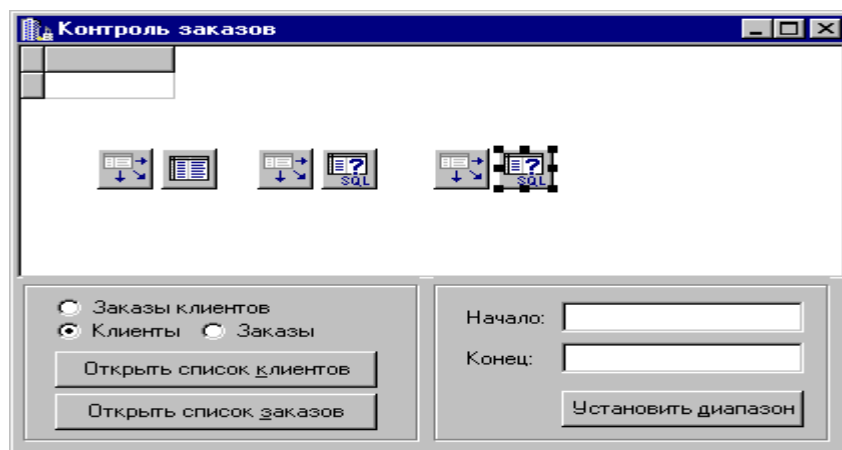 Контроль заказов
? SQL
? SQL
Заказы клиентов
Клиенты Заказы
Открыть список клиентов
Открыть список заказов
Начало:
Конец:
Установить диапазон